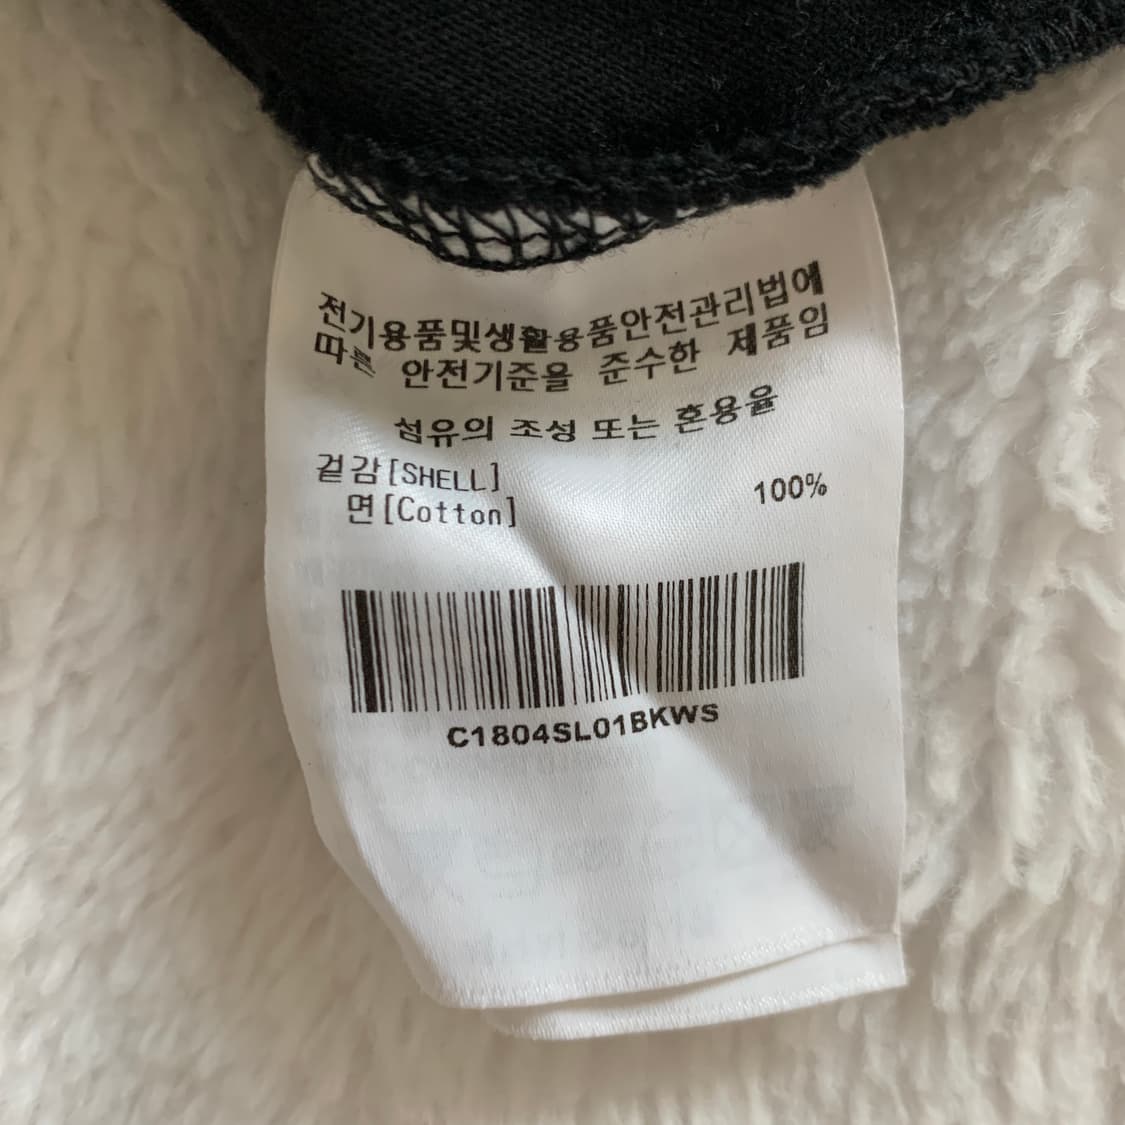 전기용품및생활용품안전관리법에
따른 안전기준을 준수한 제품임
섬유의 조성 또는 혼용율
겉감[SHELL]
면[Cotton] 100%
C1804SL01BKWS